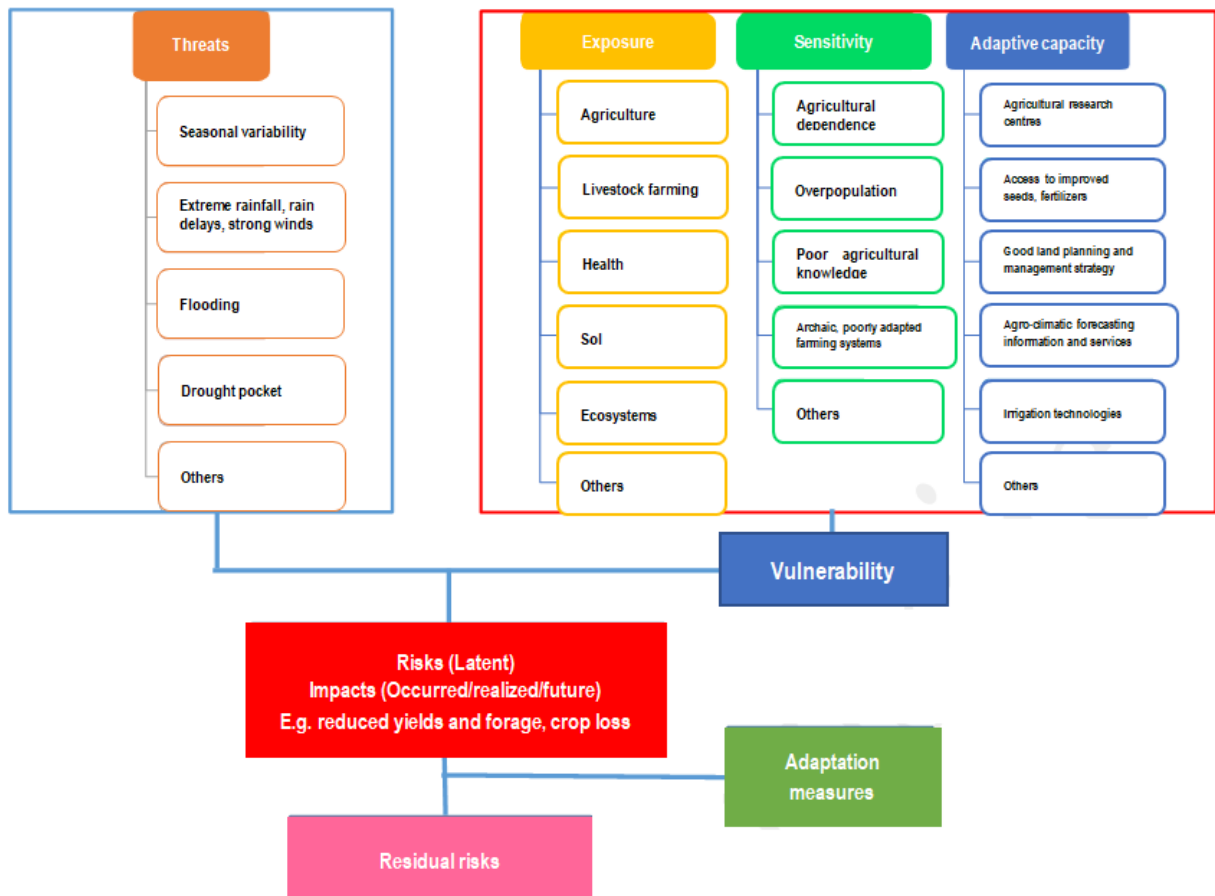 Threats
Seasonal variability
Extreme rainfall, rain
delays, strong winds
Flooding
Drought pocket
Others
Exposure
Agriculture
Livestock farming
Health
Sol
Ecosystems
Others
Sensitivity
Agricultural
dependence
Overpopulation
Poor agricultural
knowledge
Archaic, poorly adapted
farming systems
Others
Adaptive capacity
Agricultural research
centres
Access to improved
seeds, fertilizers
Good land planning and
management strategy
Agro-climatic forecasting
information and services
Irrigation technologies
Others
Vulnerability
Risks (Latent)
Impacts (Occurred/realized/future)
E.g. reduced yields and forage, crop loss
Adaptation
measures
Residual risks